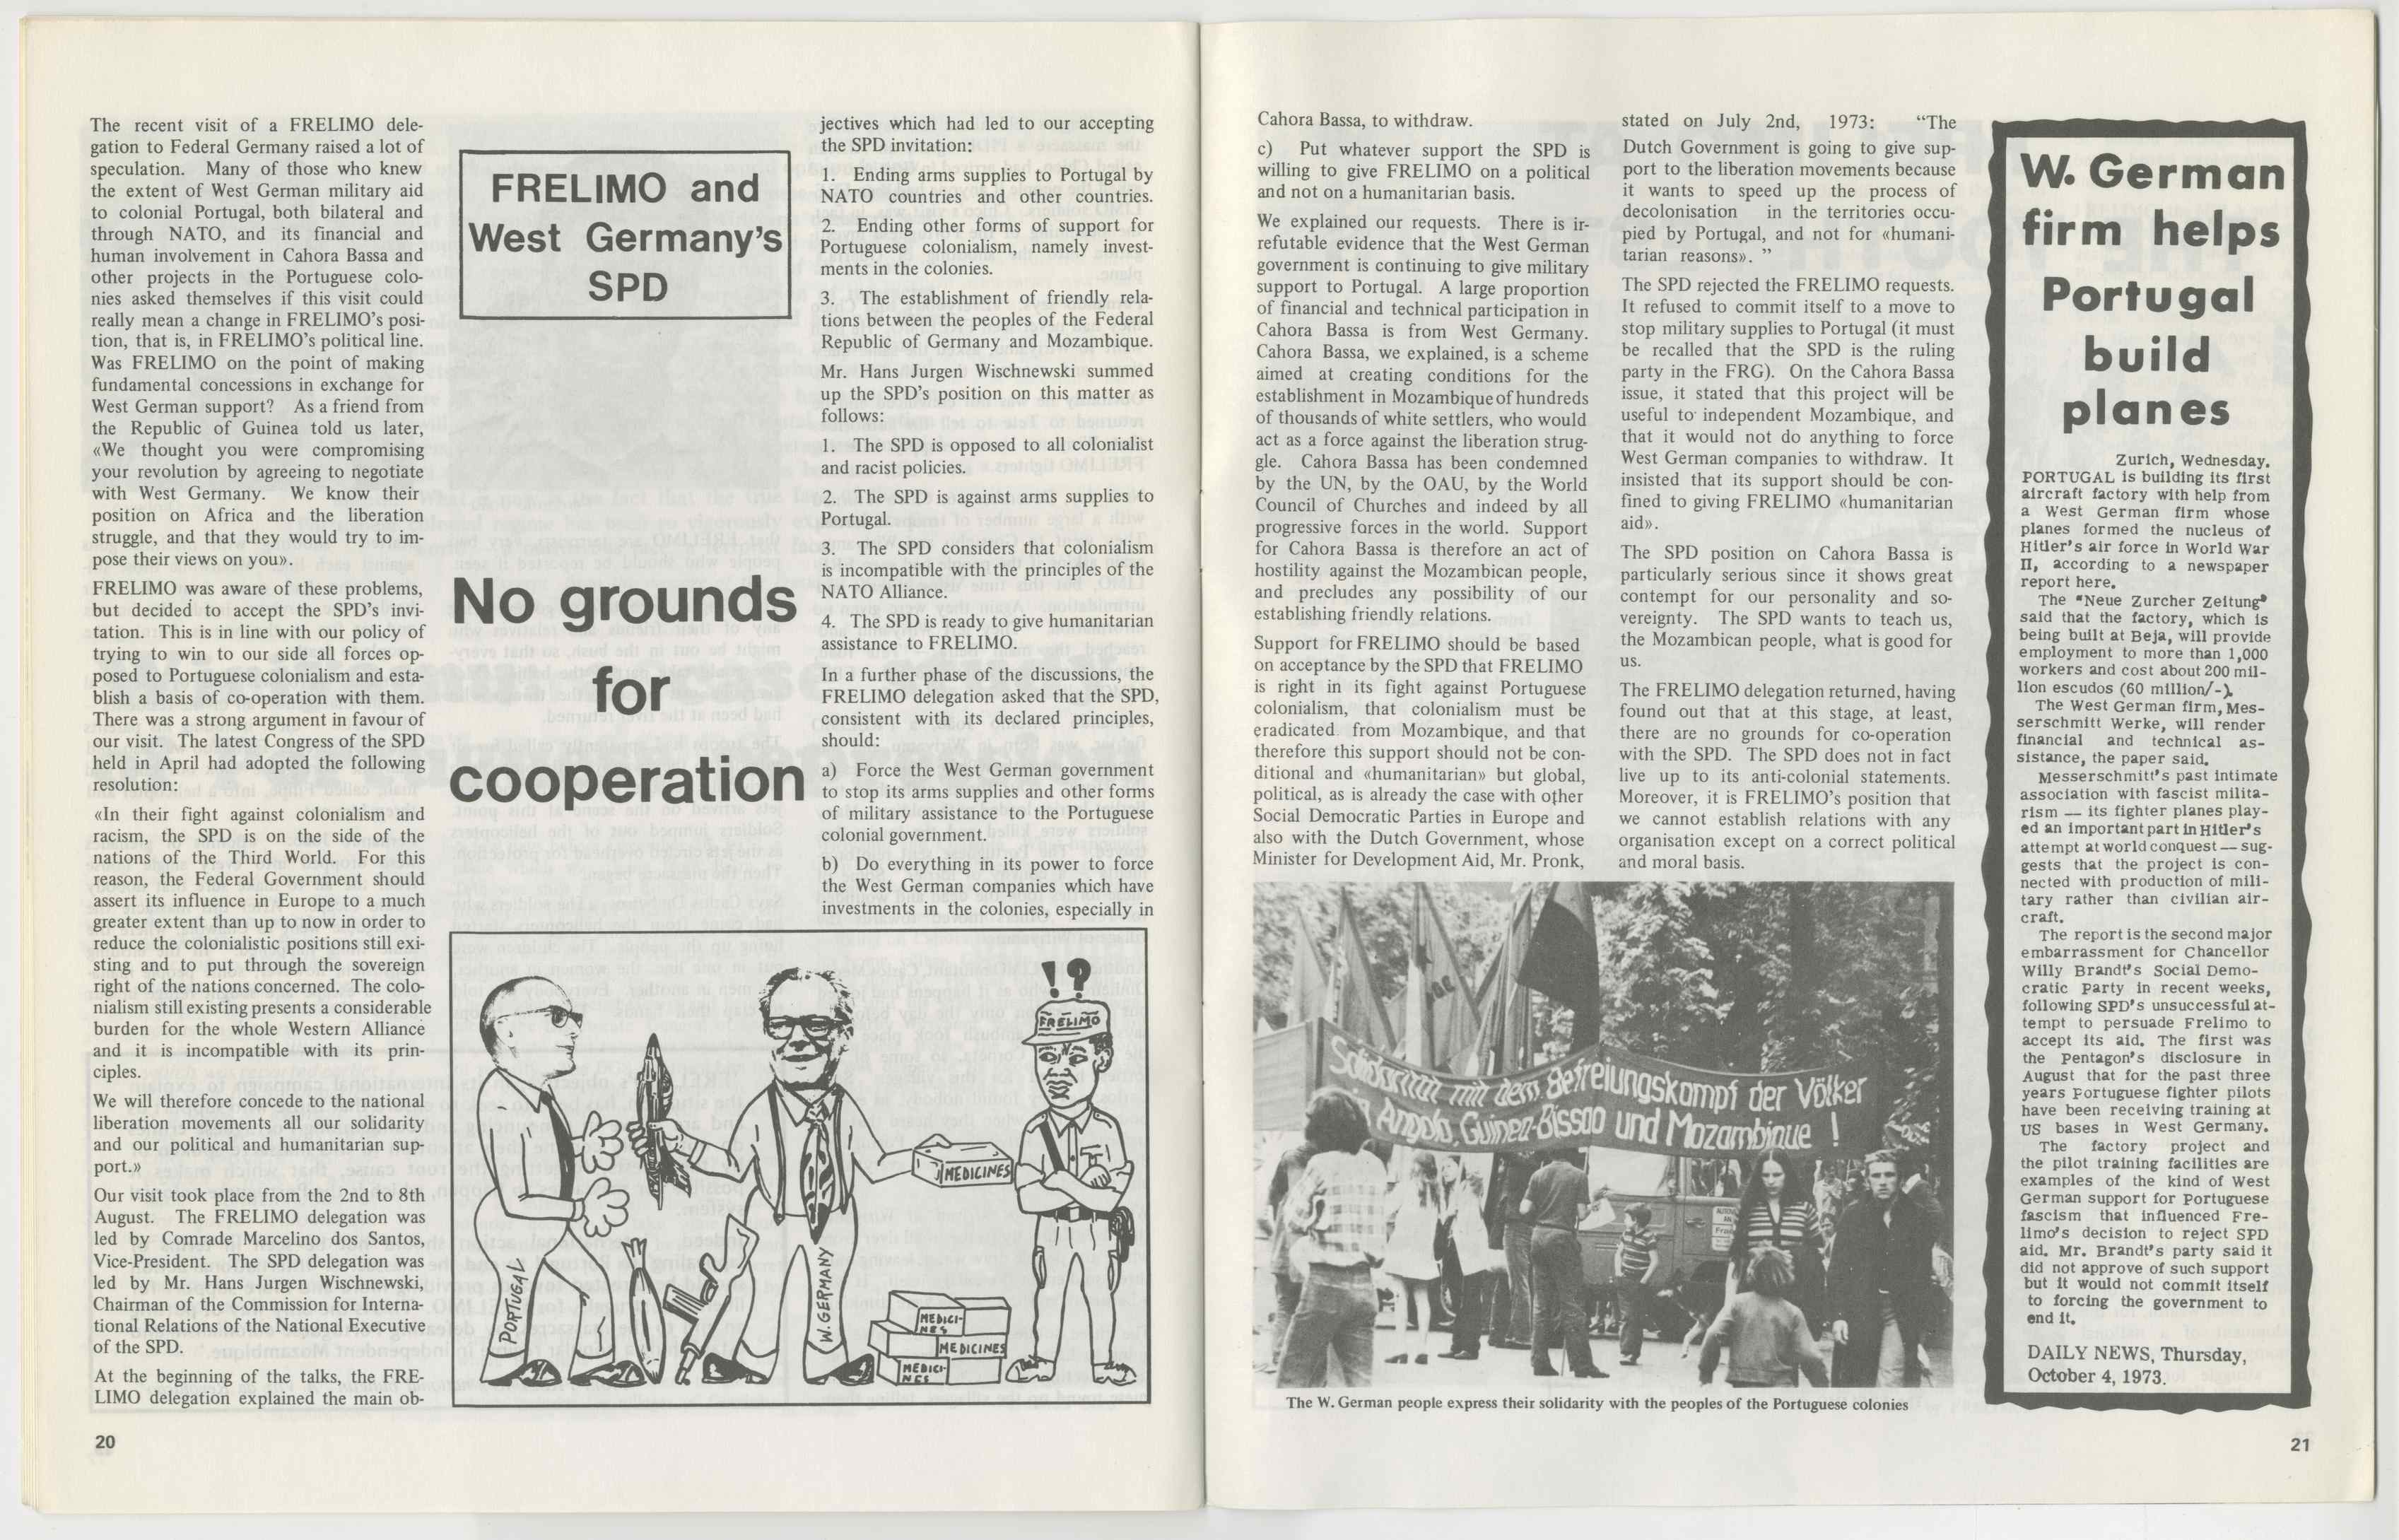 The recent visit of a FRELIMO dele-
gation to Federal Germany raised a lot of
speculation. Many of those who knew
the extent of West German military aid
to colonial Portugal, both bilateral and
through NATO, and its financial and
human involvement in Cahora Bassa and
other projects in the Portuguese colo-
nies asked themselves if this visit could
really mean a change in FRELIMO's posi-
tion, that is, in FRELIMO's political line.
Was FRELIMO on the point of making
fundamental concessions in exchange for
West German support? As a friend from
the Republic of Guinea told us later,
«We thought you were compromising
your revolution by agreeing to negotiate
with West Germany. We know their
position on Africa and the liberation
struggle, and that they would try to im-
pose their views on you».
FRELIMO was aware of these problems,
but decided to accept the SPD's invi-
tation. This is in line with our policy of
trying to win to our side all forces op-
posed to Portuguese colonialism and esta-
blish a basis of co-operation with them.
There was a strong argument in favour of
our visit. The latest Congress of the SPD
held in April had adopted the following
resolution:
«In their fight against colonialism and
racism, the SPD is on the side of the
nations of the Third World. For this
reason, the Federal Government should
assert its influence in Europe to a much
greater extent than up to now in order to
reduce the colonialistic positions still exi-
sting and to put through the sovereign
right of the nations concerned. The colo-
nialism still existing presents a considerable
burden for the whole Western Alliance
and it is incompatible with its prin-
ciples.
We will therefore concede to the national
liberation movements all our solidarity
and our political and humanitarian sup-
port.»
Our visit took place from the 2nd to 8th
August. The FRELIMO delegation was
led by Comrade Marcelino dos Santos,
Vice-President. The SPD delegation was
led by Mr. Hans Jurgen Wischnewski,
Chairman of the Commission for Interna-
tional Relations of the National Executive
of the SPD.
At the beginning of the talks, the FRE-
LIMO delegation explained the main ob-
FRELIMO and
West Germany's
SPD
No grounds
for
cooperation
jectives which had led to our accepting
the SPD invitation:
1. Ending arms supplies to Portugal by
NATO countries and other countries.
2. Ending other forms of support for
Portuguese colonialism, namely invest-
ments in the colonies.
3. The establishment of friendly rela-
tions between the peoples of the Federal
Republic of Germany and Mozambique.
Mr. Hans Jurgen Wischnewski summed
up the SPD's position on this matter as
follows:
1. The SPD is opposed to all colonialist
and racist policies.
2. The SPD is against arms supplies to
Portugal.
3. The SPD considers that colonialism
is incompatible with the principles of the
NATO Alliance.
4. The SPD is ready to give humanitarian
assistance to FRELIMO.
In a further phase of the discussions, the
FRELIMO delegation asked that the SPD,
consistent with its declared principles,
should:
a) Force the West German government
to stop its arms supplies and other forms
of military assistance to the Portuguese
colonial government.
b) Do everything in its power to force
the West German companies which have
investments in the colonies, especially in
!?
FRELIMO
MEDICINES
PORTUGAL
W. GERMANY
MEDICI-
NES
MEDICINES
MEDICI-
NES
20
Cahora Bassa, to withdraw.
c) Put whatever support the SPD is
willing to give FRELIMO on a political
and not on a humanitarian basis.
We explained our requests. There is ir-
refutable evidence that the West German
government is continuing to give military
support to Portugal. A large proportion
of financial and technical participation in
Cahora Bassa is from West Germany.
Cahora Bassa, we explained, is a scheme
aimed at creating conditions for the
establishment in Mozambique of hundreds
of thousands of white settlers, who would
act as a force against the liberation strug-
gle. Cahora Bassa has been condemned
by the UN, by the OAU, by the World
Council of Churches and indeed by all
progressive forces in the world. Support
for Cahora Bassa is therefore an act of
hostility against the Mozambican people,
and precludes any possibility of our
establishing friendly relations.
Support for FRELIMO should be based
on acceptance by the SPD that FRELIMO
is right in its fight against Portuguese
colonialism, that colonialism must be
eradicated from Mozambique, and that
therefore this support should not be con-
ditional and «humanitarian» but global,
political, as is already the case with other
Social Democratic Parties in Europe and
also with the Dutch Government, whose
Minister for Development Aid, Mr. Pronk,
stated on July 2nd, 1973: "The
Dutch Government is going to give sup-
port to the liberation movements because
it wants to speed up the process of
decolonisation in the territories occu-
pied by Portugal, and not for «humani-
tarian reasons». "
The SPD rejected the FRELIMO requests.
It refused to commit itself to a move to
stop military supplies to Portugal (it must
be recalled that the SPD is the ruling
party in the FRG). On the Cahora Bassa
issue, it stated that this project will be
useful to independent Mozambique, and
that it would not do anything to force
West German companies to withdraw. It
insisted that its support should be con-
fined to giving FRELIMO «humanitarian
aid».
The SPD position on Cahora Bassa is
particularly serious since it shows great
contempt for our personality and so-
vereignty. The SPD wants to teach us,
the Mozambican people, what is good for
us.
The FRELIMO delegation returned, having
found out that at this stage, at least,
there are no grounds for co-operation
with the SPD. The SPD does not in fact
live up to its anti-colonial statements.
Moreover, it is FRELIMO's position that
we cannot establish relations with any
organisation except on a correct political
and moral basis.
Solidarität mit dem Befreiungskampf der Völker
Angola, Guinea-Bissao und Mozambique !
The W. German people express their solidarity with the peoples of the Portuguese colonies
W. German
firm helps
Portugal
build
planes
Zurich, Wednesday.
PORTUGAL is building its first
aircraft factory with help from
a West German firm whose
planes formed the nucleus of
Hitler's air force in World War
II, according to a newspaper
report here.
The "Neue Zurcher Zeitung"
said that the factory, which is
being built at Beja, will provide
employment to more than 1,000
workers and cost about 200 mil-
lion escudos (60 million/-).
The West German firm, Mes-
serschmitt Werke, will render
financial and technical as-
sistance, the paper said.
Messerschmitt's past intimate
association with fascist milita-
rism — its fighter planes play-
ed an important part in Hitler's
attempt at world conquest — sug-
gests that the project is con-
nected with production of mili-
tary rather than civilian air-
craft.
The report is the second major
embarrassment for Chancellor
Willy Brandt's Social Demo-
cratic Party in recent weeks,
following SPD's unsuccessful at-
tempt to persuade Frelimo to
accept its aid. The first was
the Pentagon's disclosure in
August that for the past three
years Portuguese fighter pilots
have been receiving training at
US bases in West Germany.
The factory project and
the pilot training facilities are
examples of the kind of West
German support for Portuguese
fascism that influenced Fre-
limo's decision to reject SPD
aid. Mr. Brandt's party said it
did not approve of such support
but it would not commit itself
to forcing the government to
end it.
DAILY NEWS, Thursday,
October 4, 1973.
21